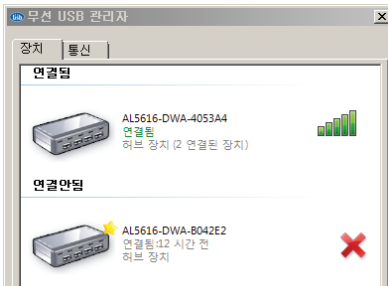 무선 USB 관리자
장치 통신
연결됨
AL5616-DWA-4053A4
연결됨
허브 장치 (2 연결된 장치)
연결안됨
AL5616-DWA-B042E2
연결됨:12 시간 전
허브 장치